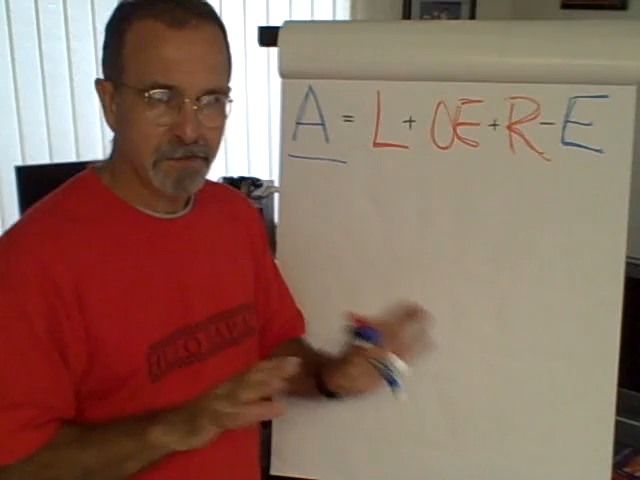 A = L + OE + R - E